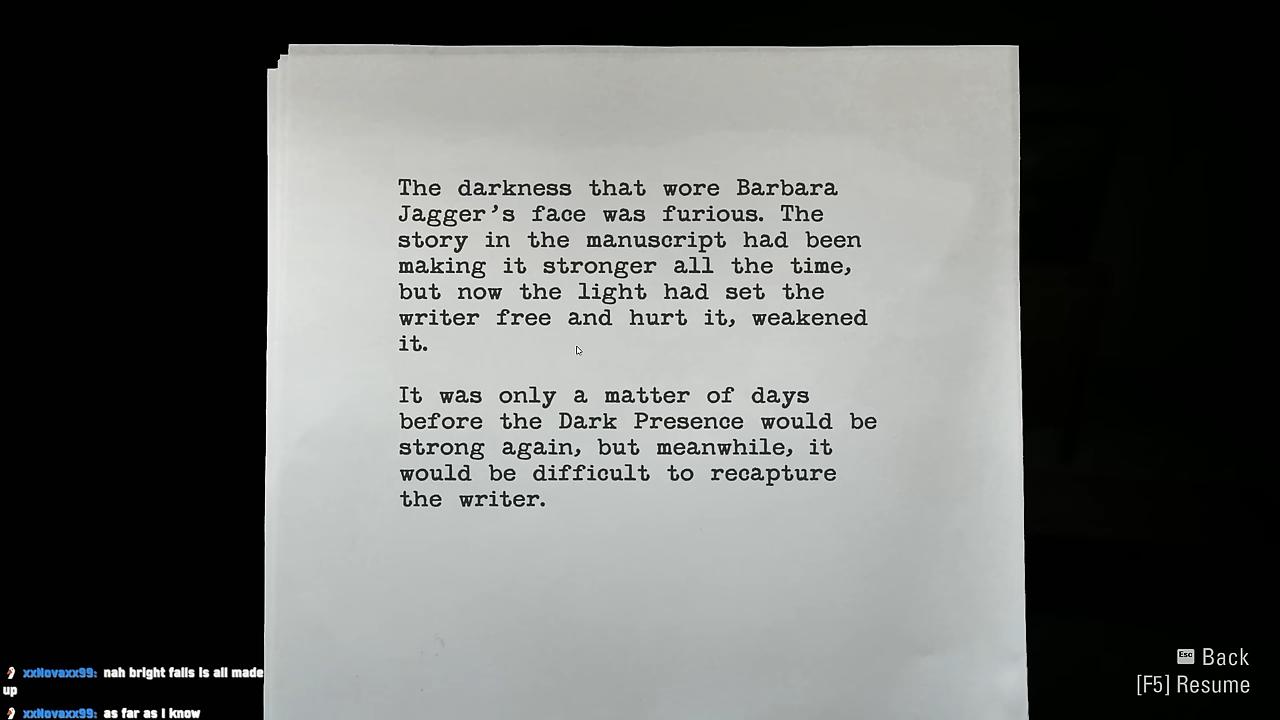 The darkness that wore Barbara
Jagger's face was furious. The
story in the manuscript had been
making it stronger all the time,
but now the light had set the
writer free and hurt it, weakened
it.
It was only a matter of days
before the Dark Presence would be
strong again, but meanwhile, it
would be difficult to recapture
the writer.
Esc Back
[F5] Resume
xxNovaxx99: nah bright falls is all made
up
xxNovaxx99: as far as I know